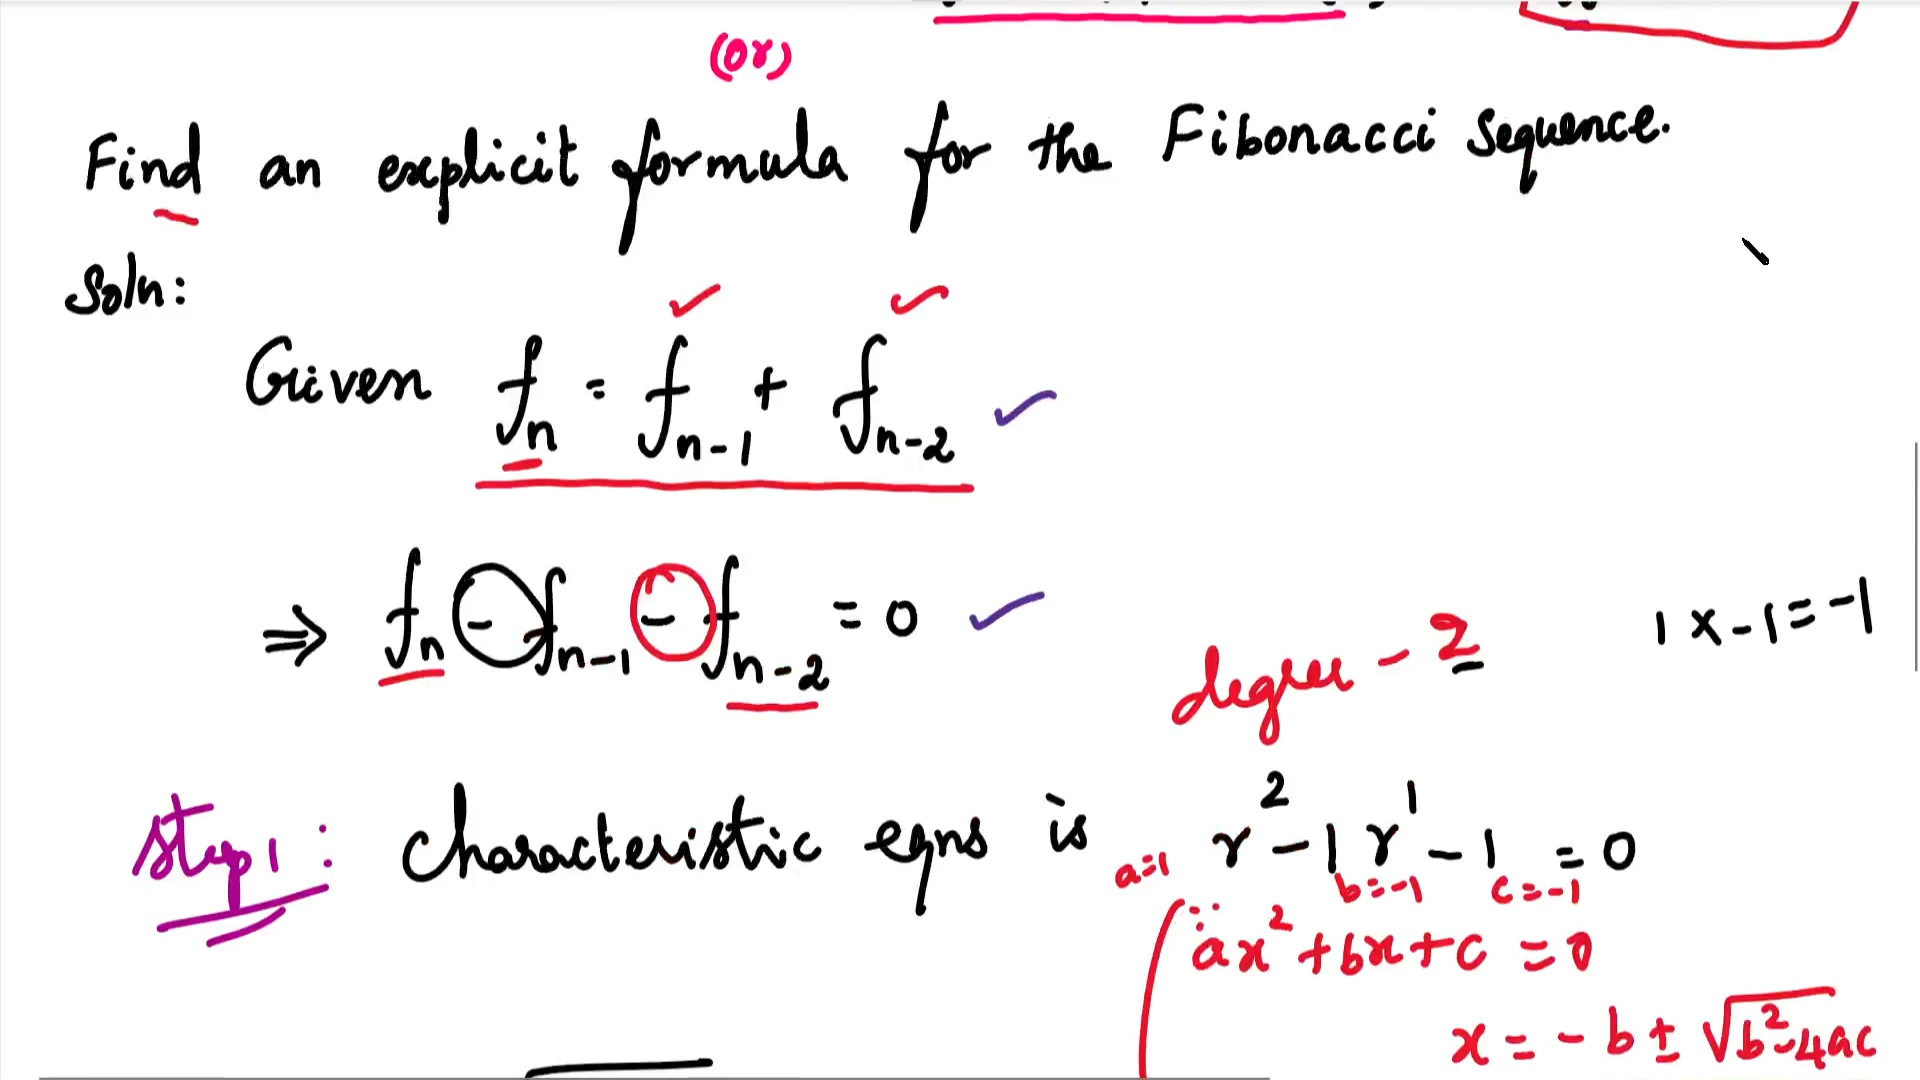 (or)
Find an explicit formula for the Fibonacci Sequence.
Soln:
Given fₙ = fₙ₋₁ + fₙ₋₂
⇒ fₙ - fₙ₋₁ - fₙ₋₂ = 0
1 x -1 = -1
degree - 2
Step 1: Characteristic eqns is r² - 1 r¹ - 1 = 0
a=1 b=-1 c=-1
∵ ax² + bx + c = 0
x = - b ± √b²-4ac